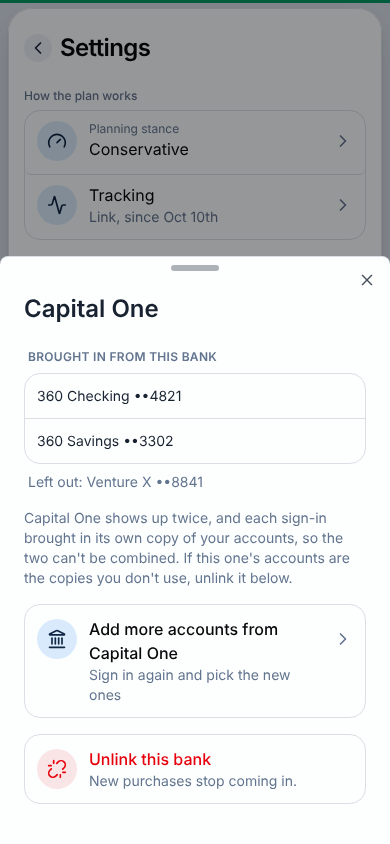 Settings
How the plan works
Planning stance
Conservative
Tracking
Link, since Oct 10th
Capital One
BROUGHT IN FROM THIS BANK
360 Checking ••4821
360 Savings ••3302
Left out: Venture X ••8841
Capital One shows up twice, and each sign-in
brought in its own copy of your accounts, so the
two can't be combined. If this one's accounts are
the copies you don't use, unlink it below.
Add more accounts from
Capital One
Sign in again and pick the new
ones
Unlink this bank
New purchases stop coming in.